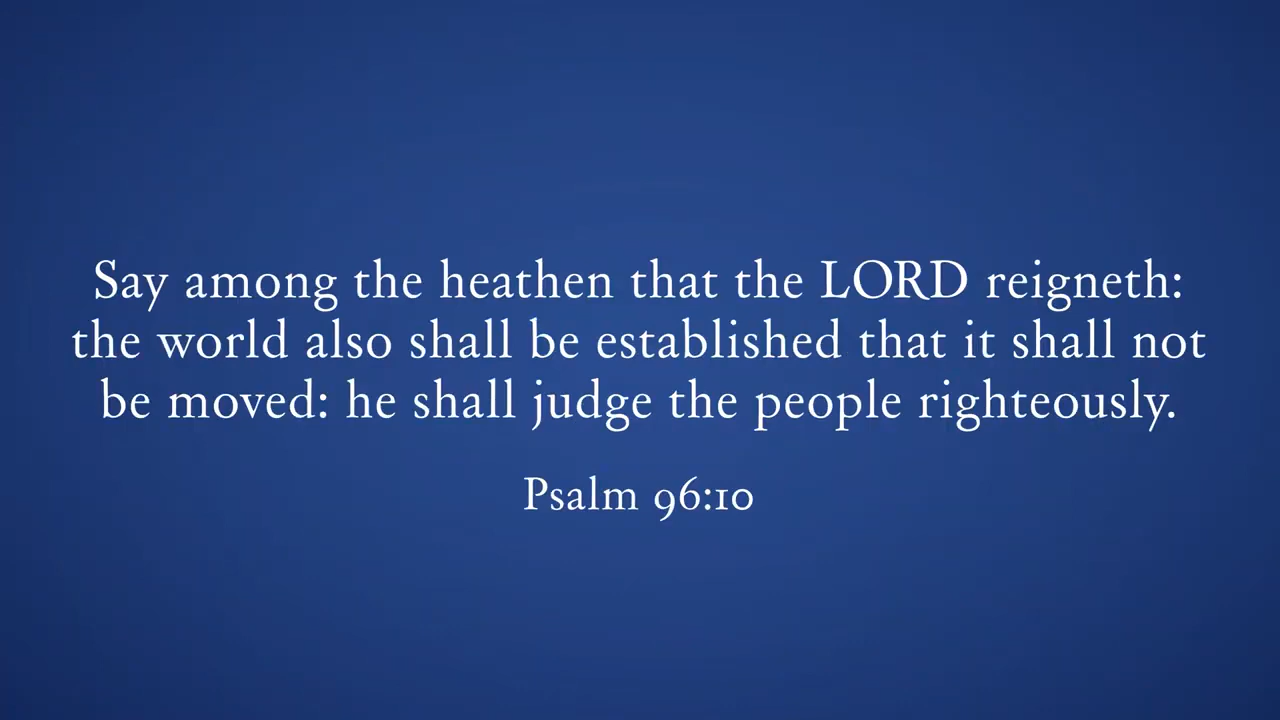 Say among the heathen that the LORD reigneth:
the world also shall be established that it shall not
be moved: he shall judge the people righteously.
Psalm 96:10